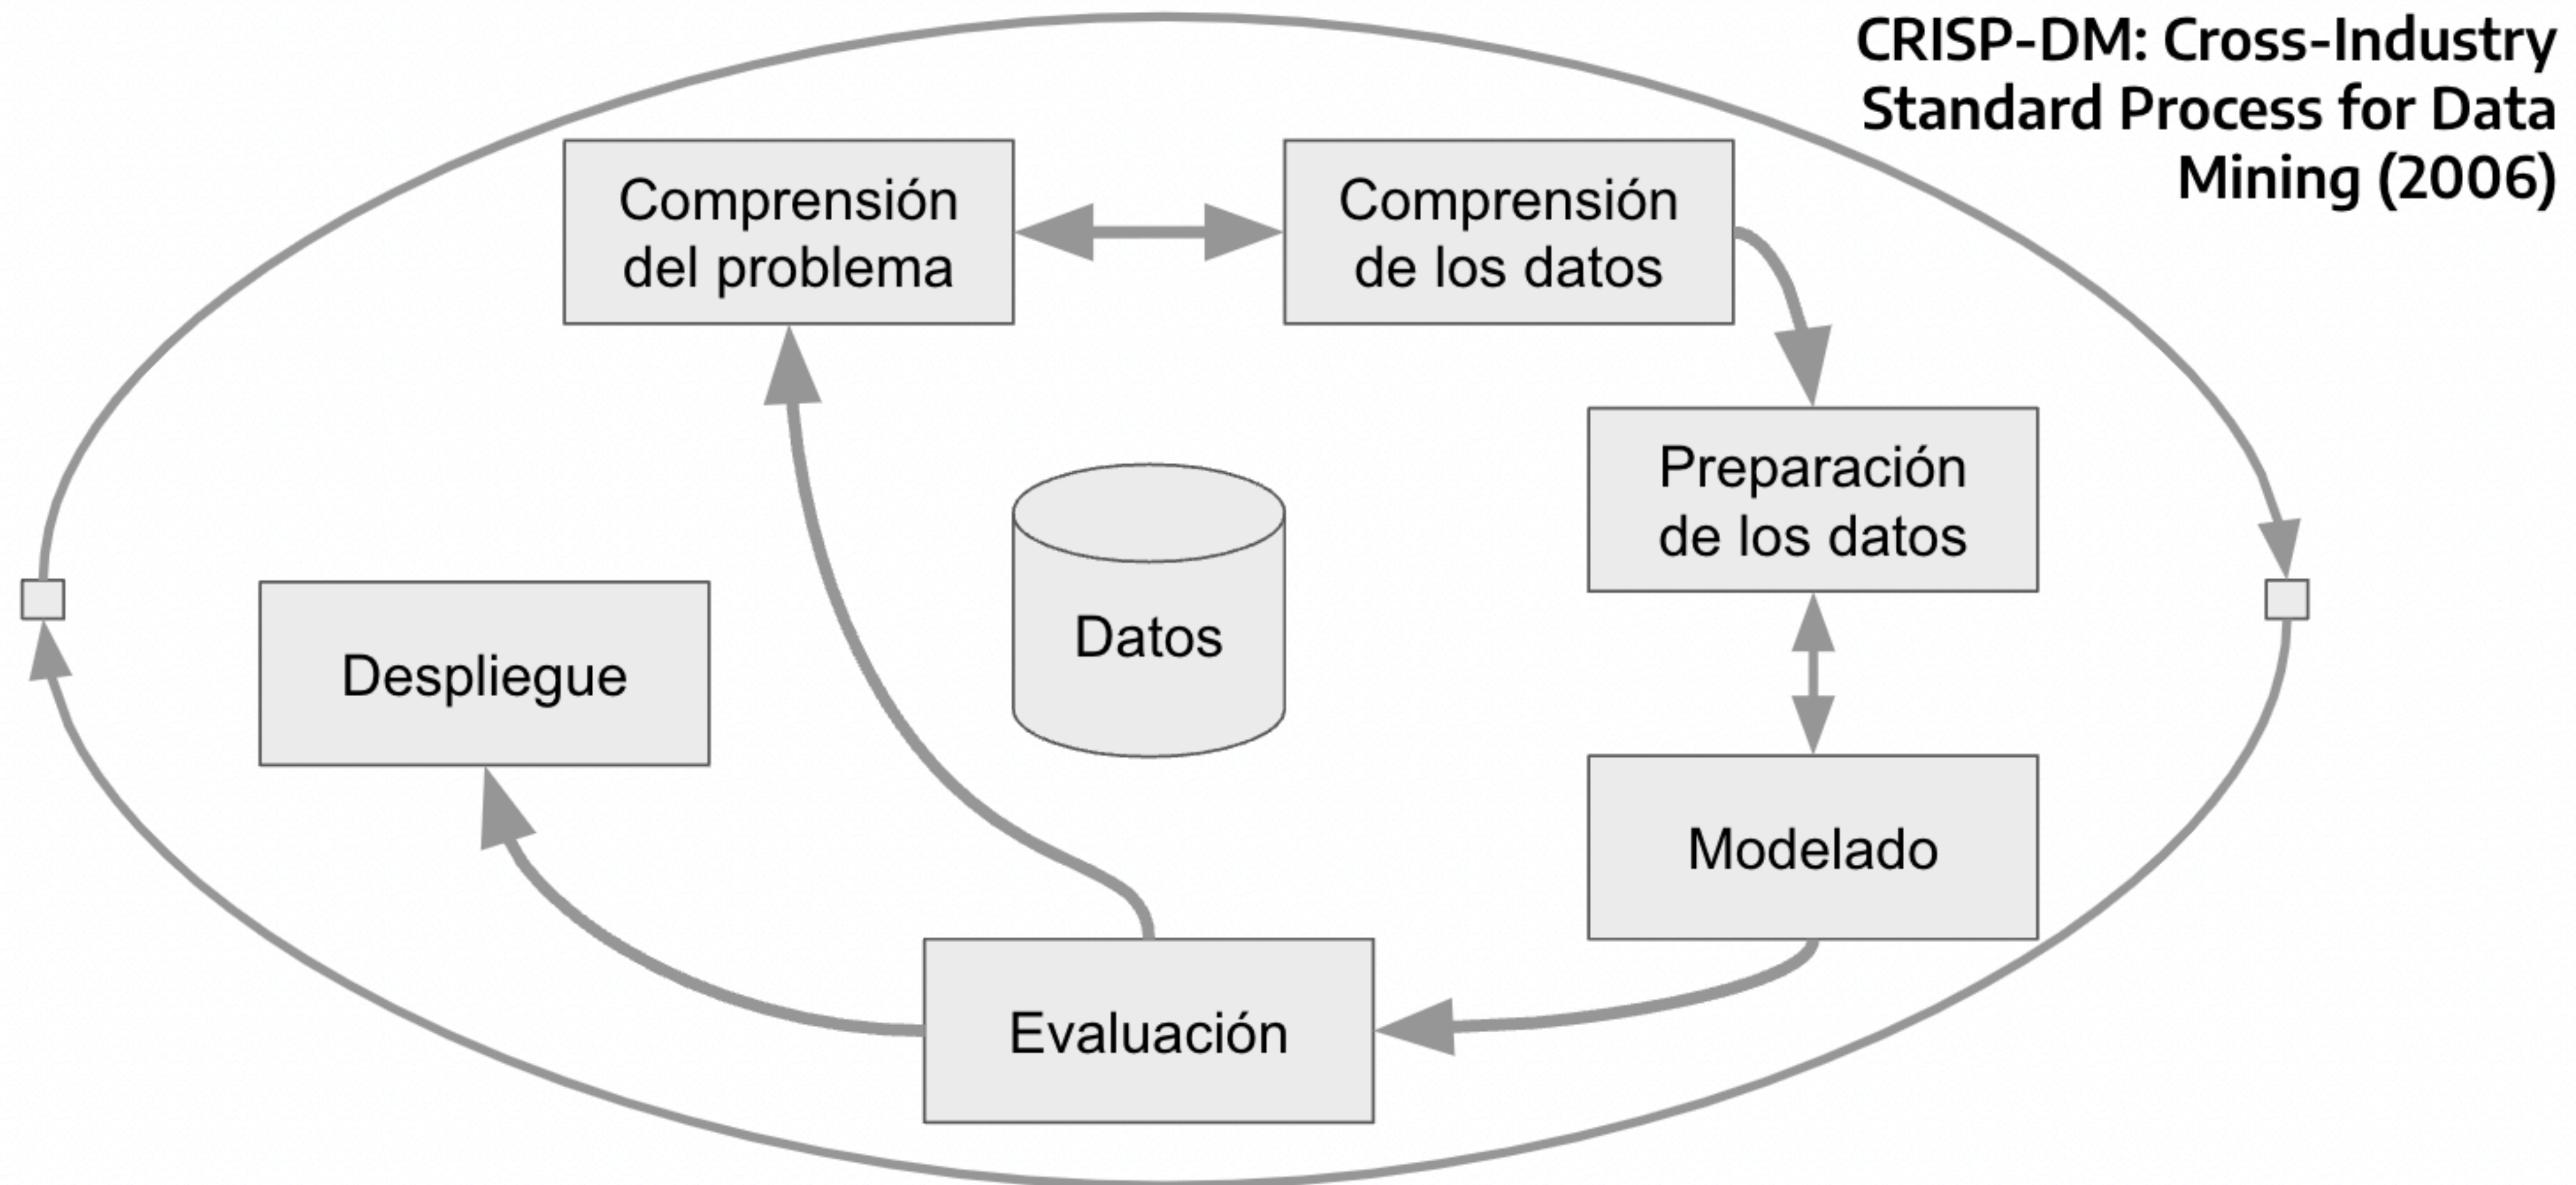 CRISP-DM: Cross-Industry
Standard Process for Data
Mining (2006)
Comprensión
del problema
Comprensión
de los datos
Preparación
de los datos
Datos
Despliegue
Modelado
Evaluación